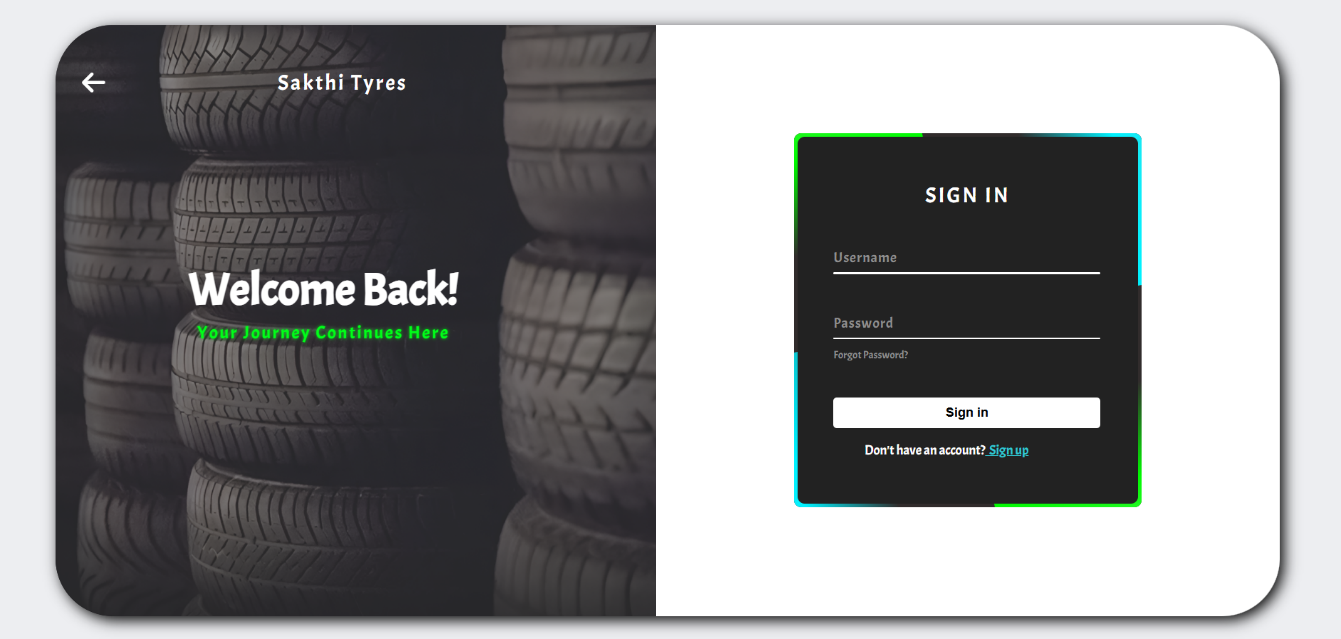 Sakthi Tyres
Welcome Back!
Your Journey Continues Here
SIGN IN
Username
Password
Forgot Password?
Sign in
Don't have an account? Sign up